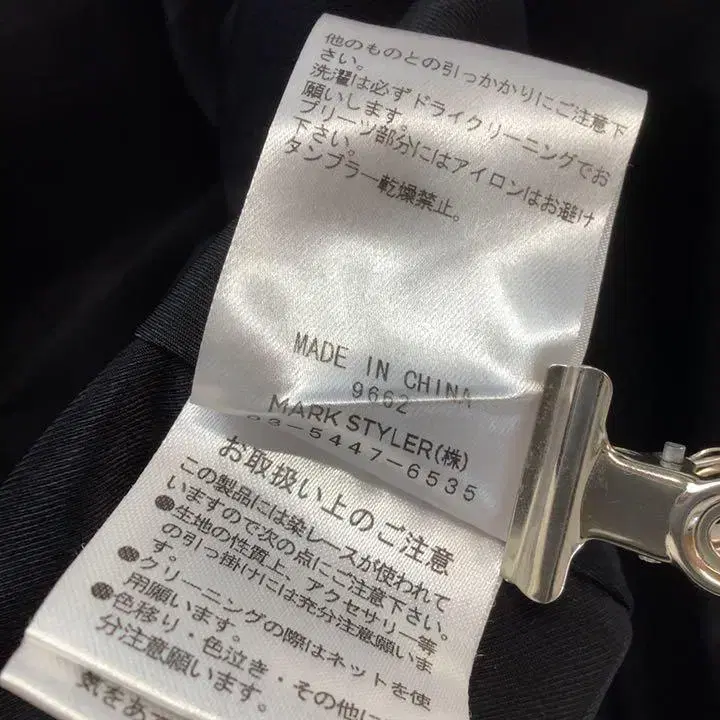 他のものとの引っかかりにご注意下
さい。
洗濯は必ずドライクリーニングでお
願いします。
プリーツ部分にはアイロンはお避け
下さい。
タンブラー乾燥禁止。
MADE IN CHINA
9662
MARK STYLER(株)
03-5447-6535
お取扱い上のご注意
この製品には染レースが使われて
いますので次の点にご注意下さい。
●生地の性質上、アクセサリー等
の引っ掛けには充分注意願いま
す。
●クリーニングの際はネットを使
用願います。
●色移り・色泣き・その他に
分注意願います。
気をあ